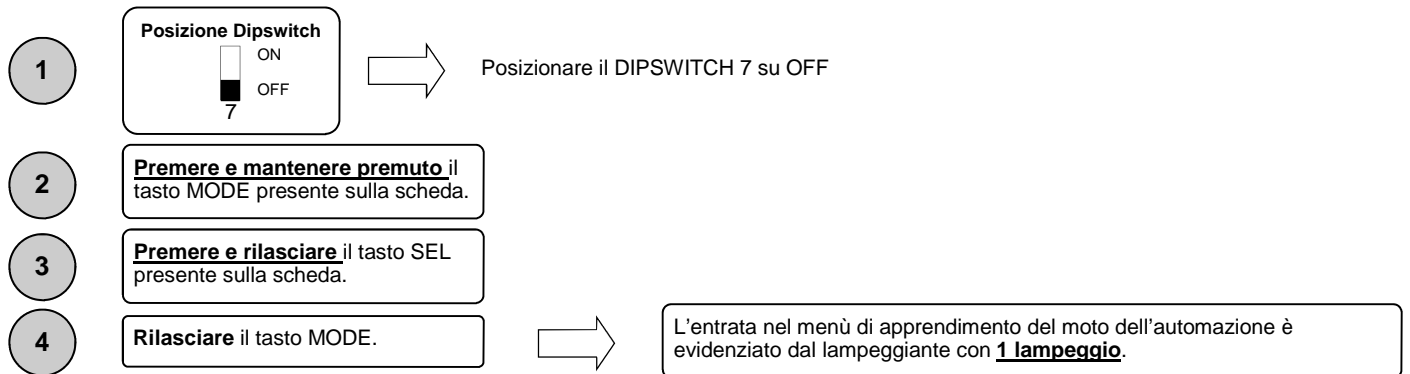 1
Posizione Dipswitch
ON
OFF
7
Posizionare il DIPSWITCH 7 su OFF
2
Premere e mantenere premuto il
tasto MODE presente sulla scheda.
3
Premere e rilasciare il tasto SEL
presente sulla scheda.
4
Rilasciare il tasto MODE.
L'entrata nel menù di apprendimento del moto dell'automazione è
evidenziato dal lampeggiante con 1 lampeggio.